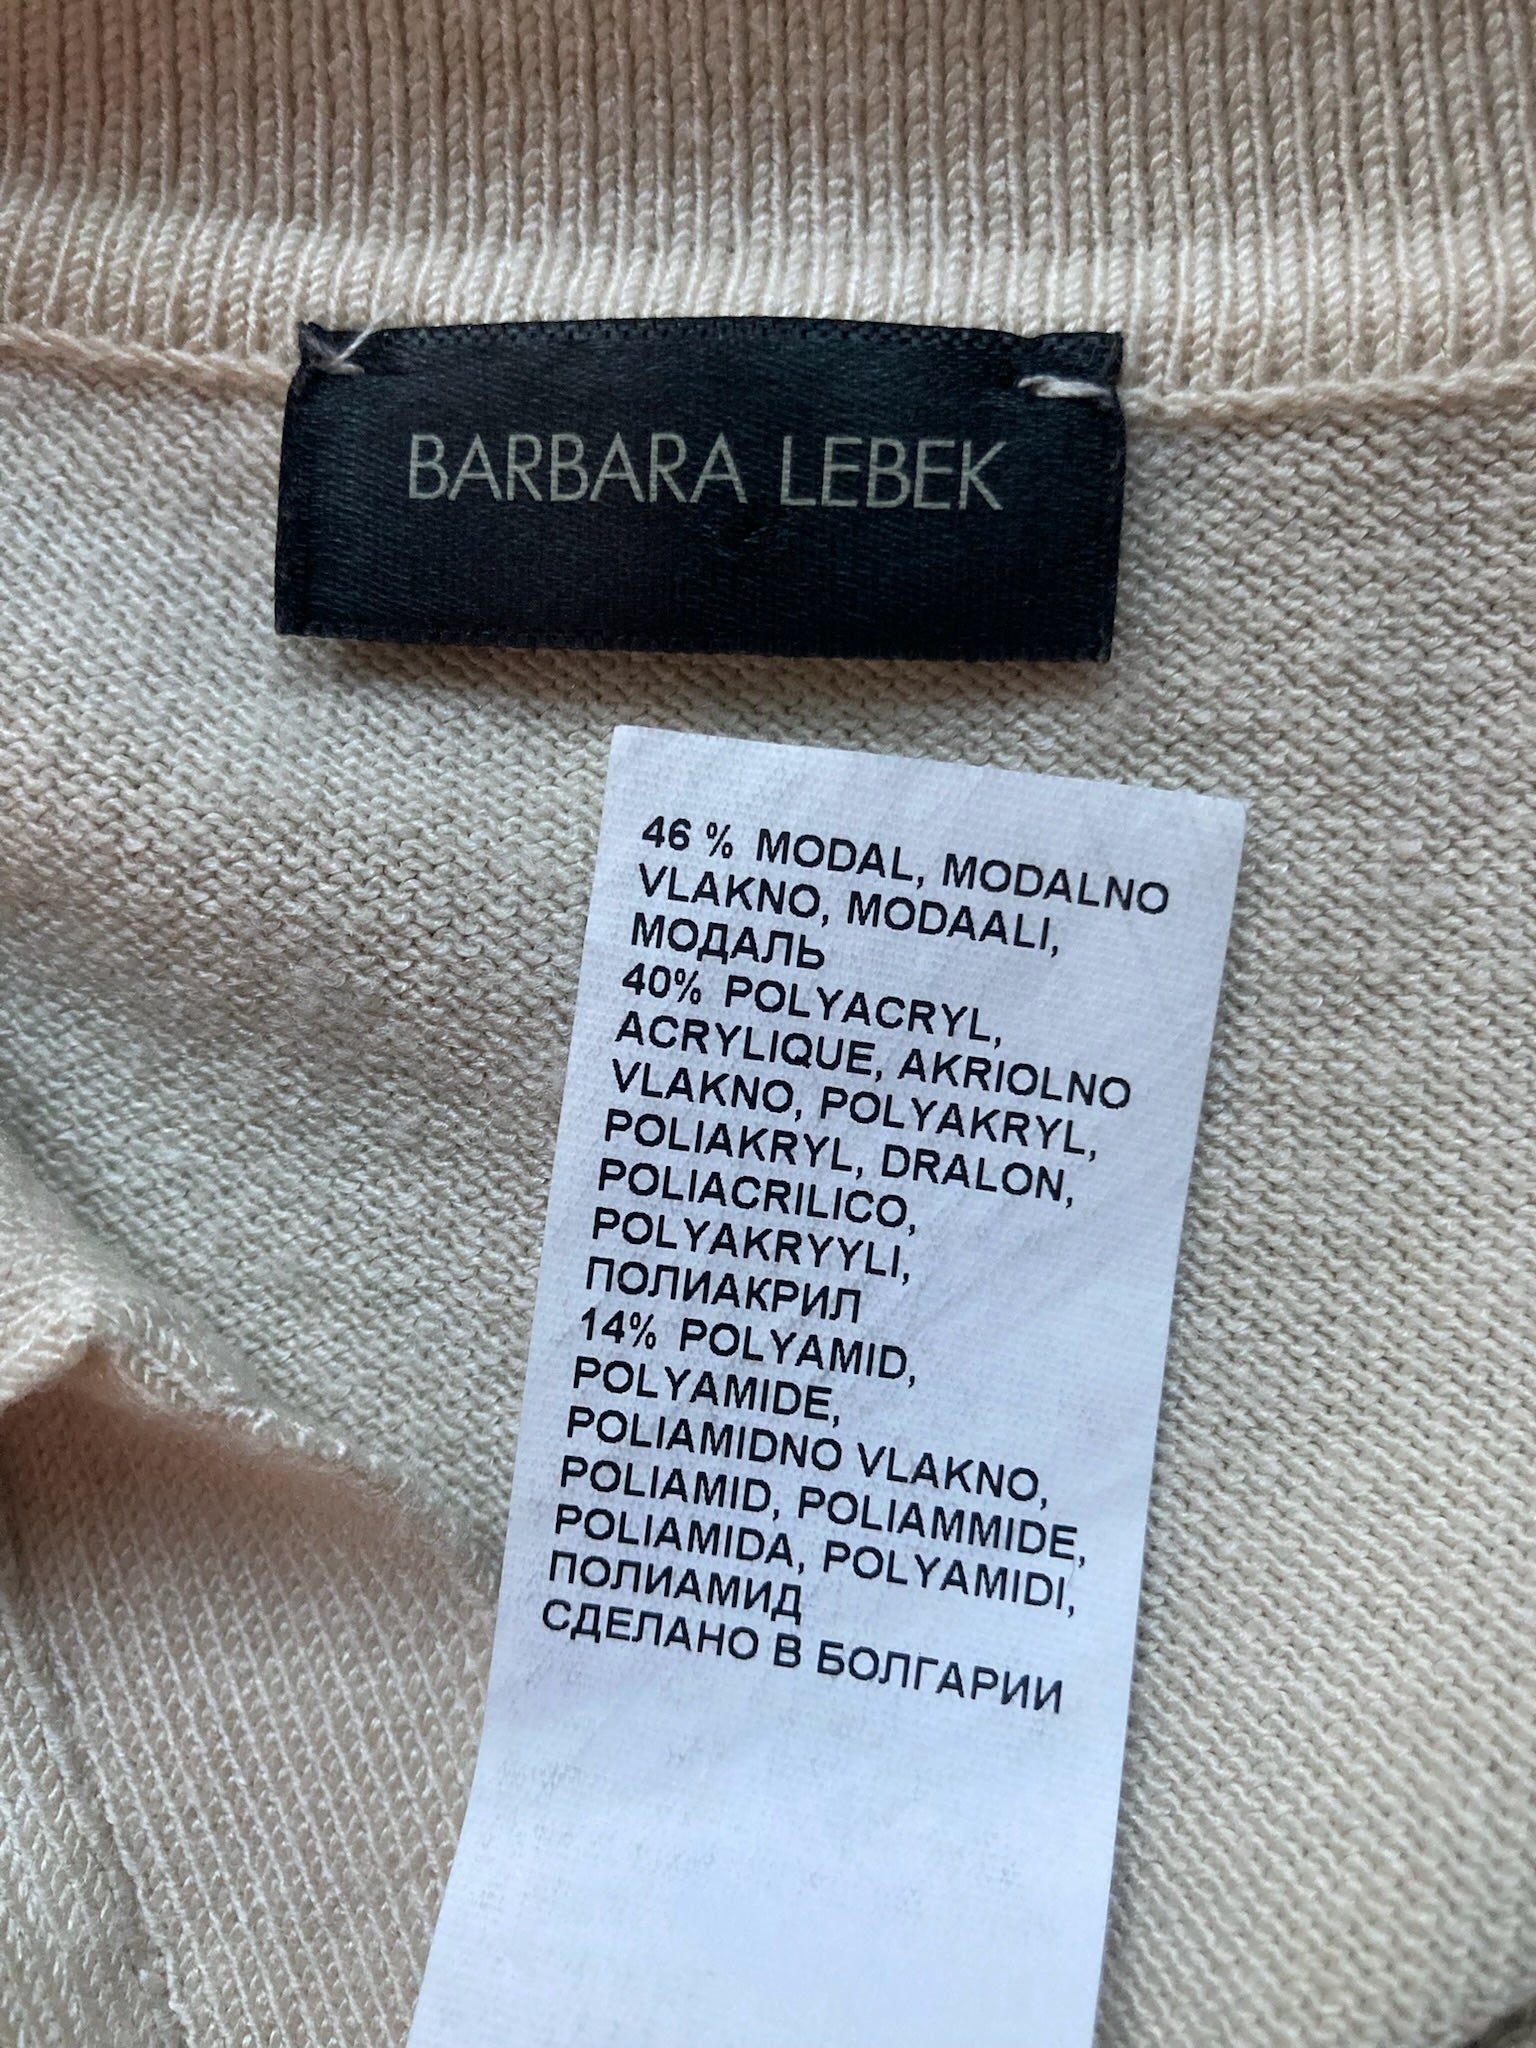 BARBARA LEBEK
46 % MODAL, MODALNO
VLAKNO, MODAALI,
МОДАЛЬ
40% POLYACRYL,
ACRYLIQUE, AKRIOLNO
VLAKNO, POLYAKRYL,
POLIAKRYL, DRALON,
POLIACRILICO,
POLYAKRYYLI,
ПОЛИАКРИЛ
14% POLYAMID,
POLYAMIDE,
POLIAMIDNO VLAKNO,
POLIAMID, POLIAMMIDE,
POLIAMIDA, POLYAMIDI,
ПОЛИАМИД
СДЕЛАНО В БОЛГАРИИ